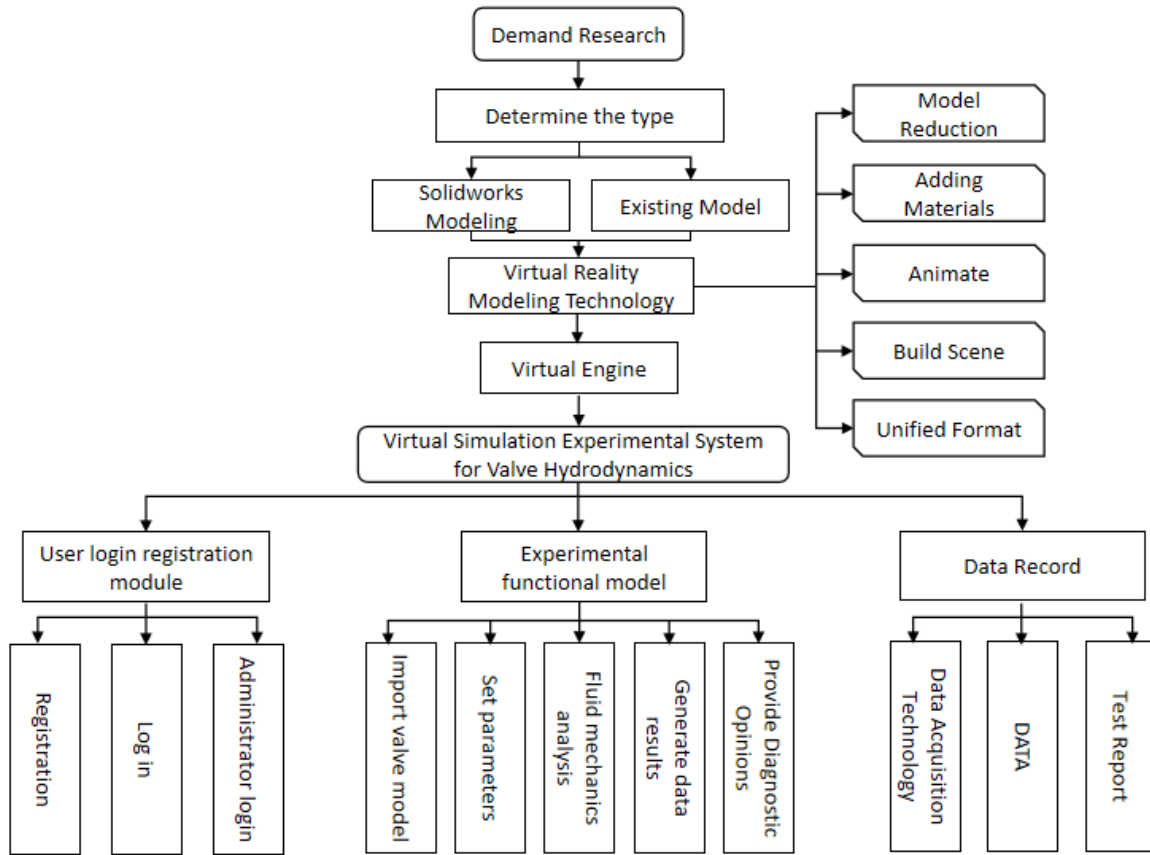 Demand Research
Determine the type
Solidworks
Modeling
Existing Model
Virtual Reality
Modeling Technology
Virtual Engine
Virtual Simulation Experimental System
for Valve Hydrodynamics
Model
Reduction
Adding
Materials
Animate
Build Scene
Unified Format
User login registration
module
Experimental
functional model
Data Record
Registration
Log in
Administrator login
Import valve model
Set parameters
Fluid mechanics
analysis
Generate data
results
Provide Diagnostic
Opinions
Data Acquisition
Technology
DATA
Test Report